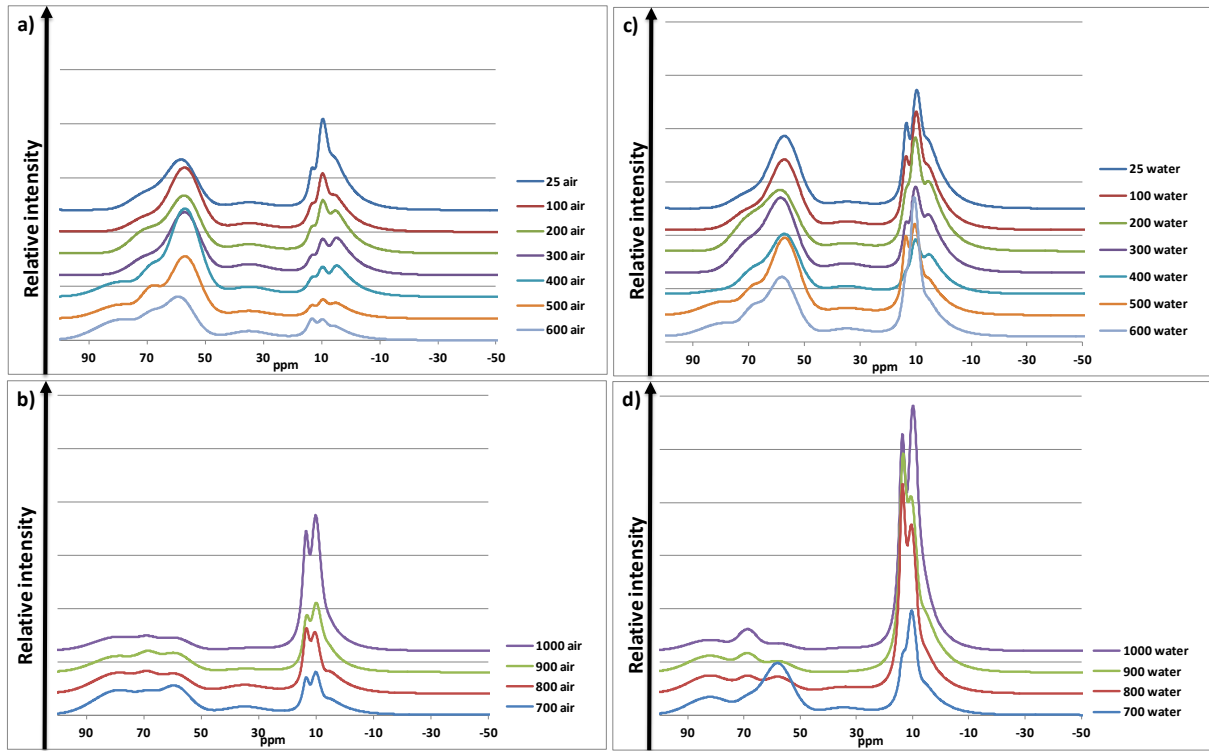 a)
Relative intensity
25 air
100 air
200 air
300 air
400 air
500 air
600 air
90 70 50 30 10 -10 -30 -50
ppm
c)
Relative intensity
25 water
100 water
200 water
300 water
400 water
500 water
600 water
90 70 50 30 10 -10 -30 -50
ppm
b)
Relative intensity
1000 air
900 air
800 air
700 air
90 70 50 30 10 -10 -30 -50
ppm
d)
Relative intensity
1000 water
900 water
800 water
700 water
90 70 50 30 10 -10 -30 -50
ppm